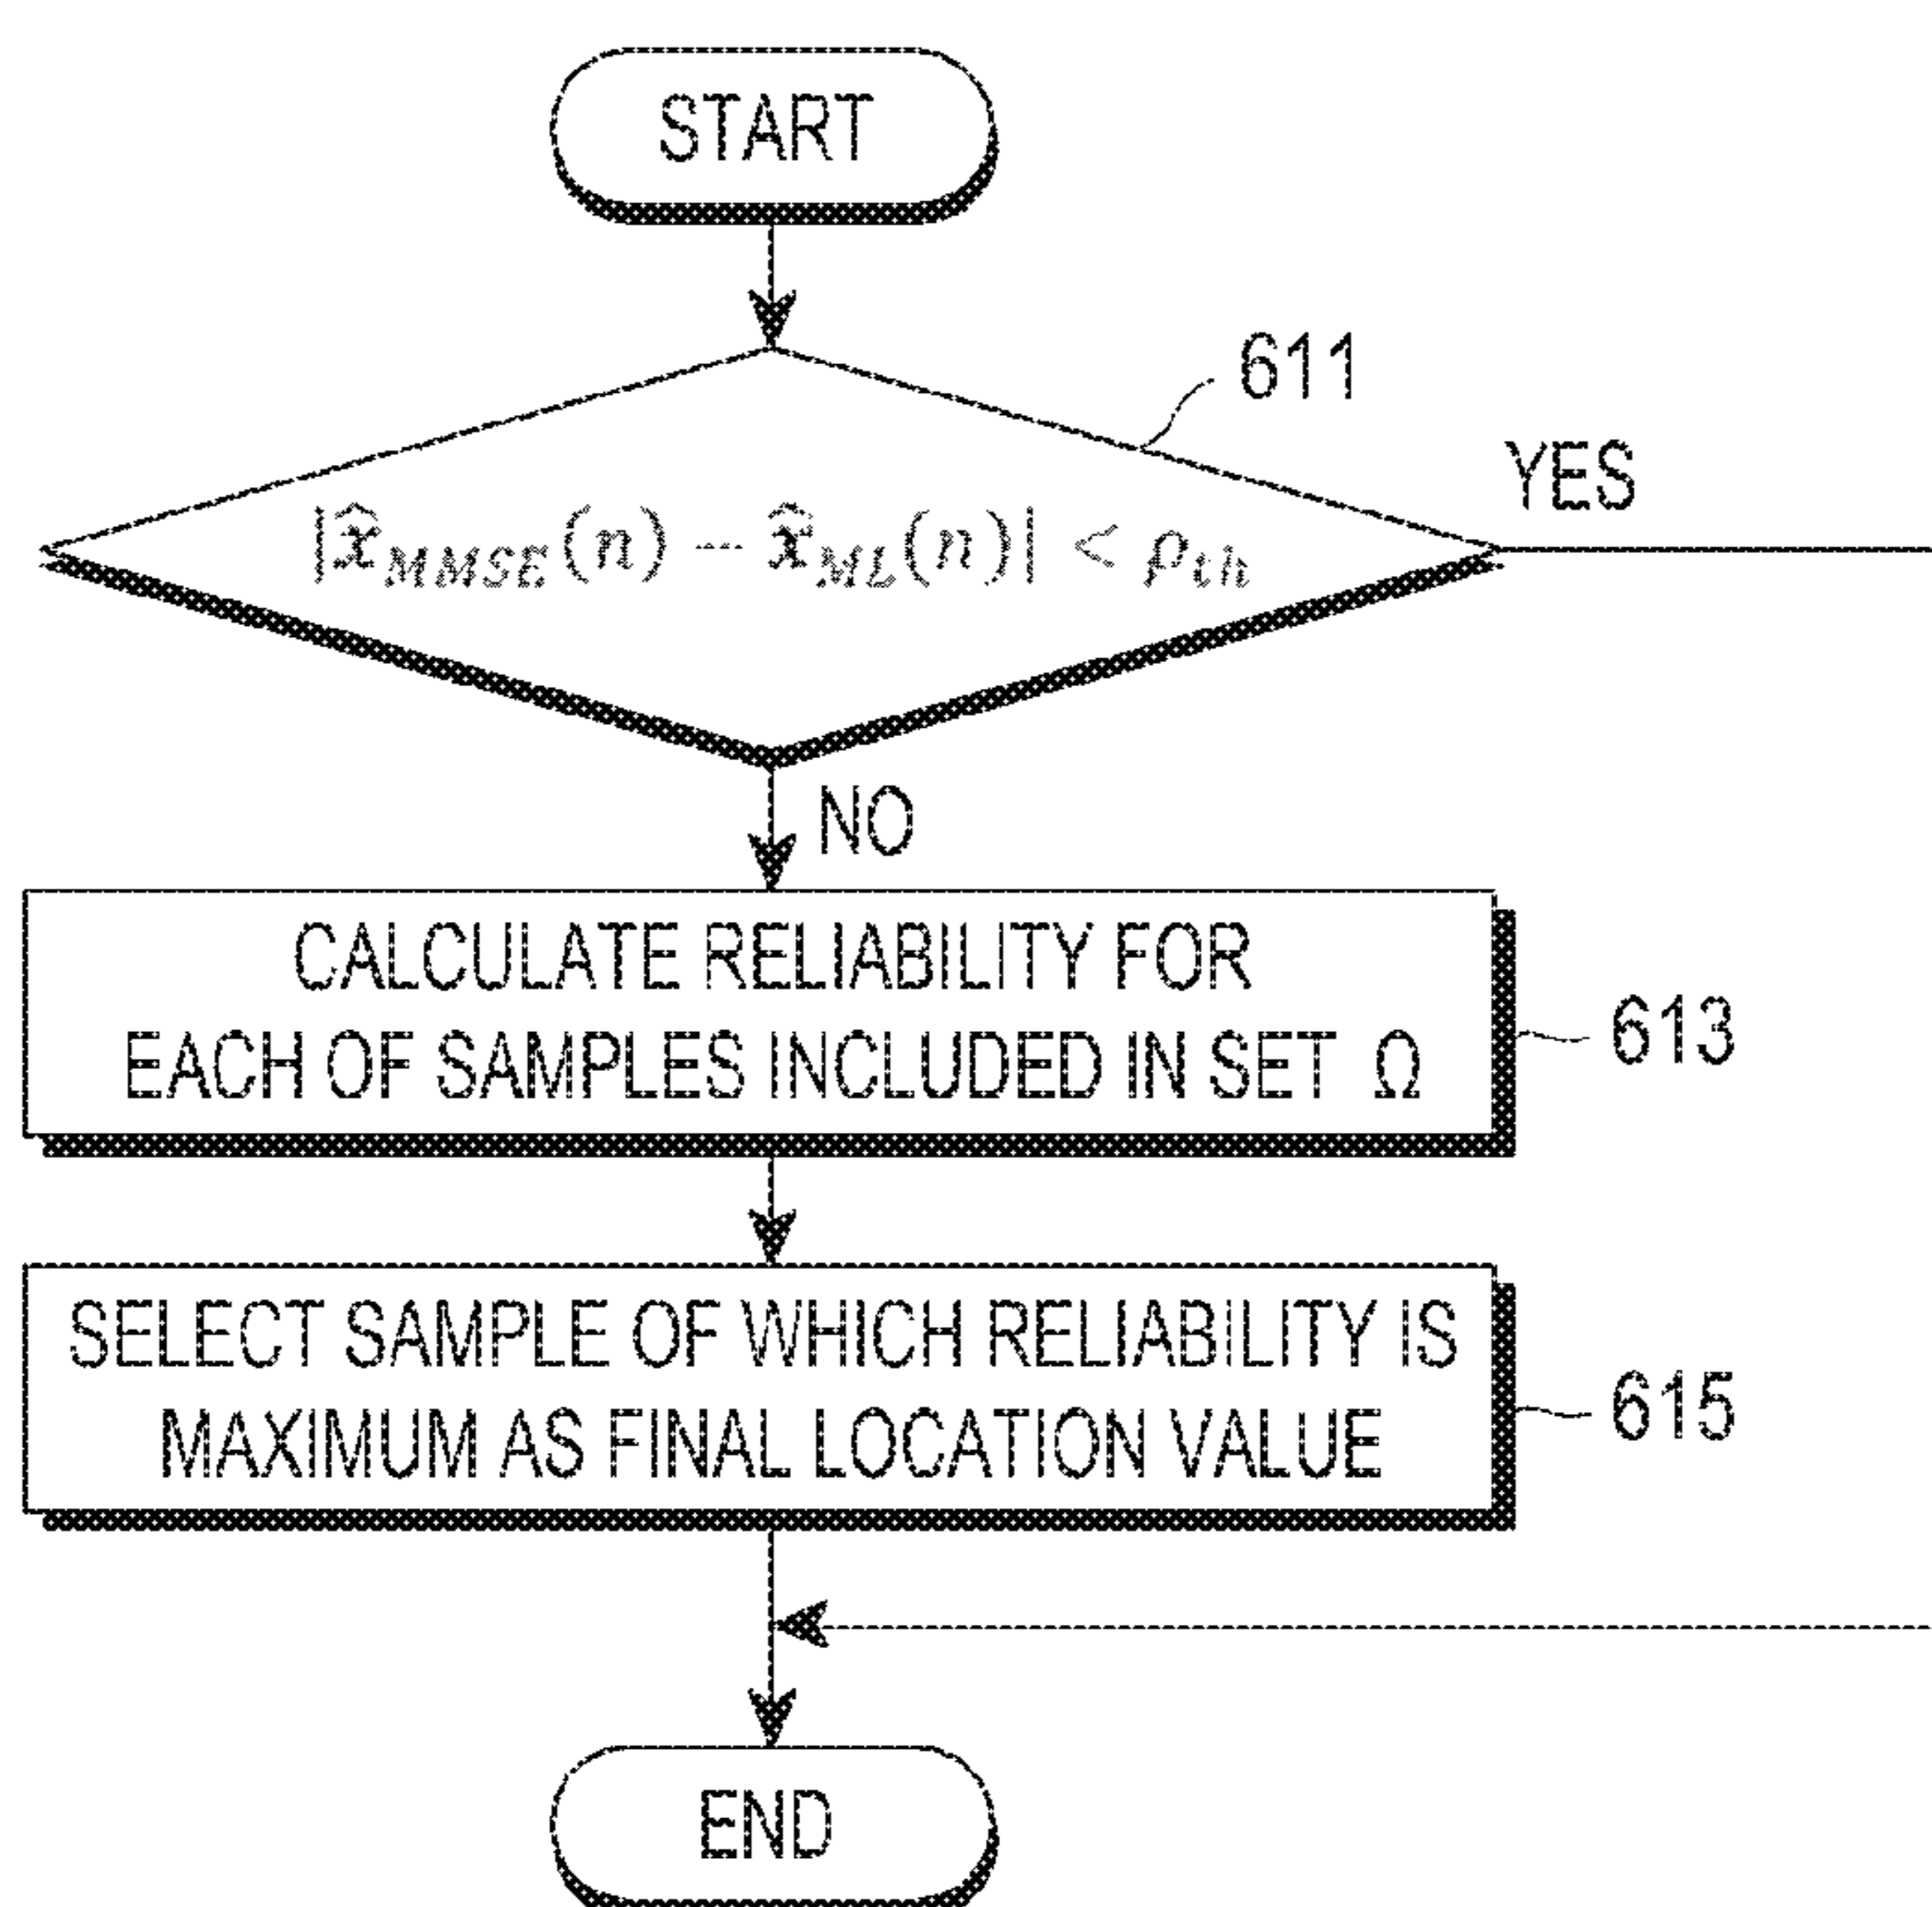 START
611
YES
|x̂_MMSE(n) - x̂_ML(n)| < ρ_th
NO
CALCULATE RELIABILITY FOR
EACH OF SAMPLES INCLUDED IN SET Ω
613
SELECT SAMPLE OF WHICH RELIABILITY IS
MAXIMUM AS FINAL LOCATION VALUE
615
END